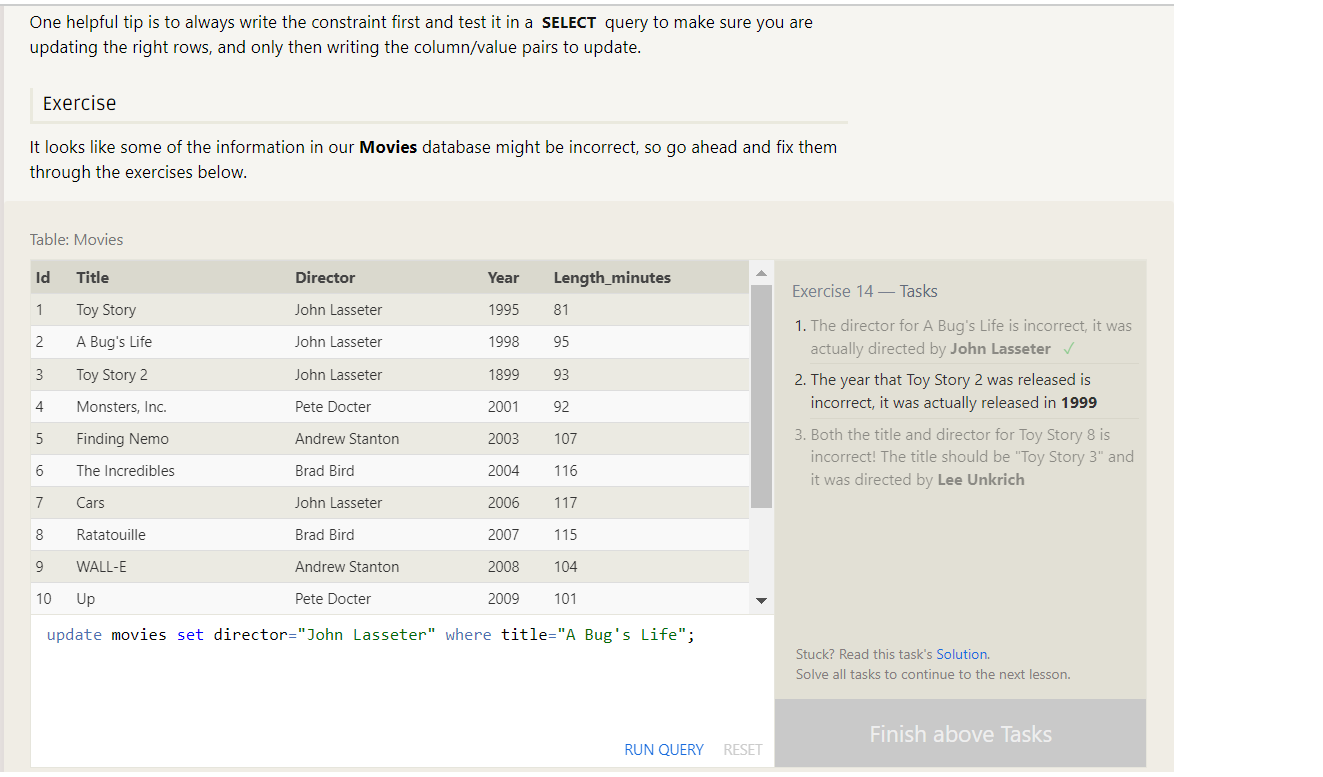 One helpful tip is to always write the constraint first and test it in a SELECT query to make sure you are
updating the right rows, and only then writing the column/value pairs to update.
Exercise
It looks like some of the information in our Movies database might be incorrect, so go ahead and fix them
through the exercises below.
Table: Movies
Id Title Director Year Length_minutes
1 Toy Story John Lasseter 1995 81
2 A Bug's Life John Lasseter 1998 95
3 Toy Story 2 John Lasseter 1899 93
4 Monsters, Inc. Pete Docter 2001 92
5 Finding Nemo Andrew Stanton 2003 107
6 The Incredibles Brad Bird 2004 116
7 Cars John Lasseter 2006 117
8 Ratatouille Brad Bird 2007 115
9 WALL-E Andrew Stanton 2008 104
10 Up Pete Docter 2009 101
update movies set director="John Lasseter" where title="A Bug's Life";
RUN QUERY RESET
Exercise 14 — Tasks
1. The director for A Bug's Life is incorrect, it was
actually directed by John Lasseter ✓
2. The year that Toy Story 2 was released is
incorrect, it was actually released in 1999
3. Both the title and director for Toy Story 8 is
incorrect! The title should be "Toy Story 3" and
it was directed by Lee Unkrich
Stuck? Read this task's Solution.
Solve all tasks to continue to the next lesson.
Finish above Tasks